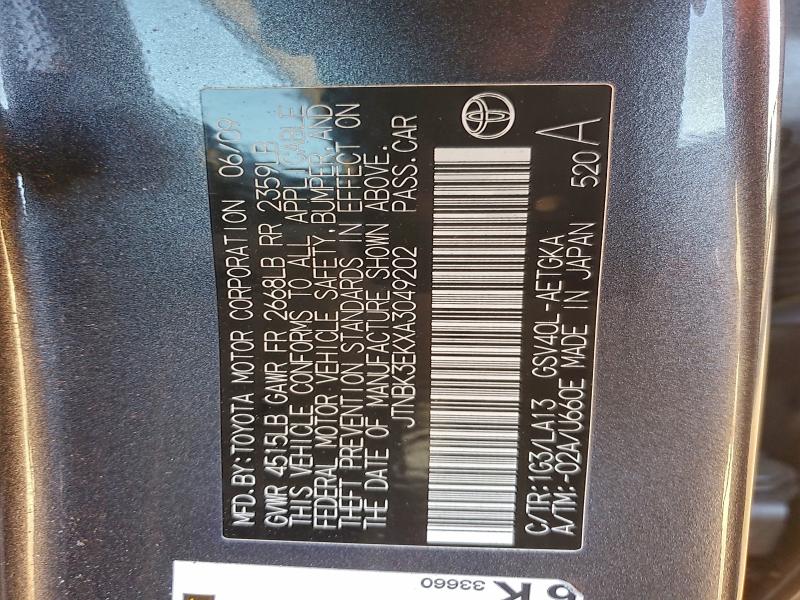 MFD.BY:TOYOTA MOTOR CORPORATION 06/09
GVWR 4515LB GAWR FR 2668LB RR 2359LB
THIS VEHICLE CONFORMS TO ALL APPLICABLE
FEDERAL MOTOR VEHICLE SAFETY,BUMPER,AND
THEFT PREVENTION STANDARDS IN EFFECT ON
THE DATE OF MANUFACTURE SHOWN ABOVE.
JTNBK3EKXA3049202 PASS.CAR
C/TR:1G3/LA13 GSV40L-AETGKA
A/TM:-02A/U660E MADE IN JAPAN 520 A
6K
33660